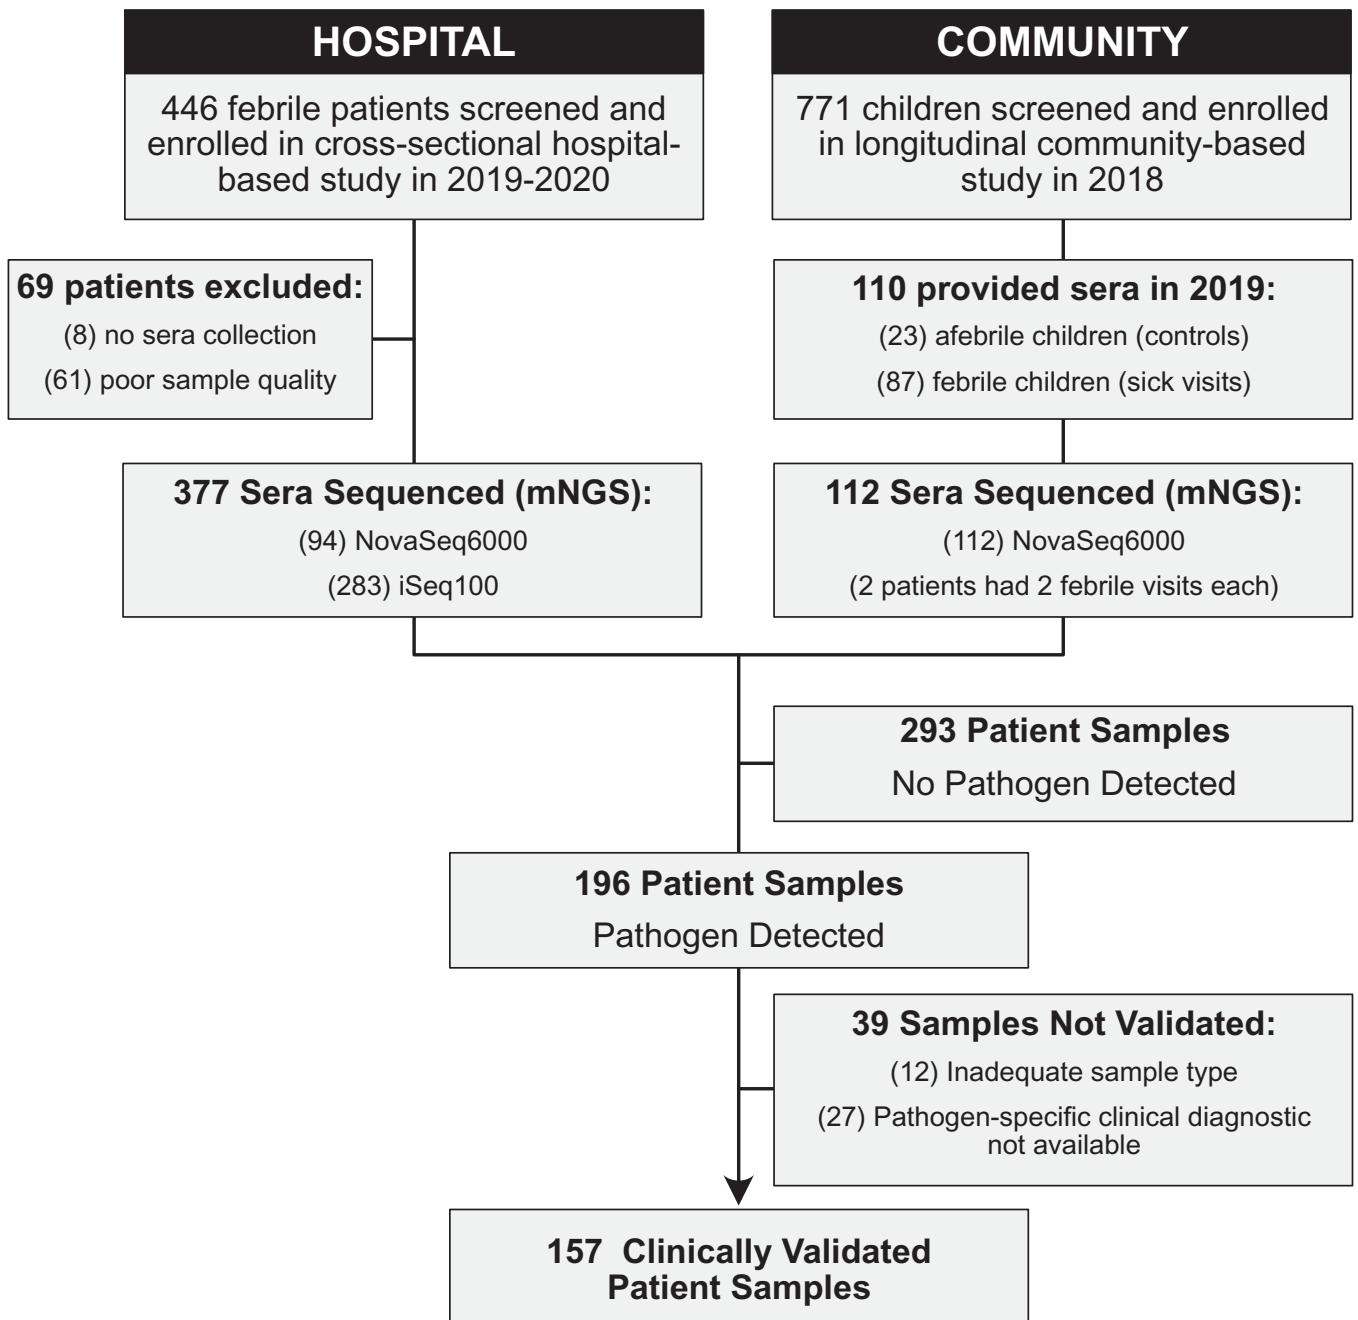 HOSPITAL
446 febrile patients screened and
enrolled in cross-sectional hospital-
based study in 2019-2020
COMMUNITY
771 children screened and enrolled
in longitudinal community-based
study in 2018
69 patients excluded:
(8) no sera collection
(61) poor sample quality
110 provided sera in 2019:
(23) afebrile children (controls)
(87) febrile children (sick visits)
377 Sera Sequenced (mNGS):
(94) NovaSeq6000
(283) iSeq100
112 Sera Sequenced (mNGS):
(112) NovaSeq6000
(2 patients had 2 febrile visits each)
293 Patient Samples
No Pathogen Detected
196 Patient Samples
Pathogen Detected
39 Samples Not Validated:
(12) Inadequate sample type
(27) Pathogen-specific clinical diagnostic
not available
157 Clinically Validated
Patient Samples